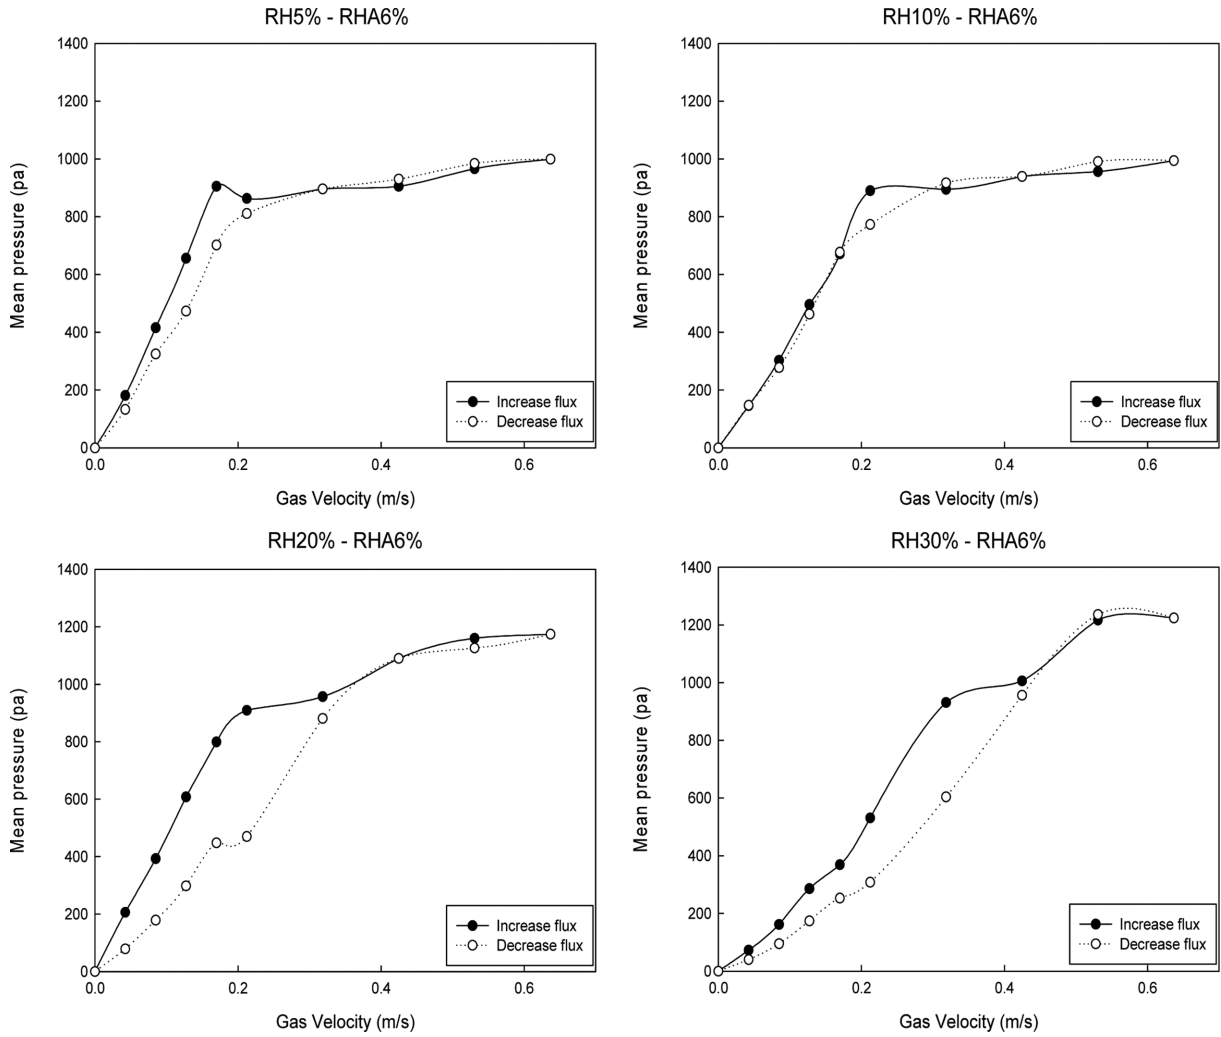 RH5% - RHA6%
1400
1200
1000
800
600
400
200
0
Mean pressure (pa)
Increase flux
Decrease flux
0.0 0.2 0.4 0.6
Gas Velocity (m/s)
RH10% - RHA6%
1400
1200
1000
800
600
400
200
0
Mean pressure (pa)
Increase flux
Decrease flux
0.0 0.2 0.4 0.6
Gas Velocity (m/s)
RH20% - RHA6%
1400
1200
1000
800
600
400
200
0
Mean pressure (pa)
Increase flux
Decrease flux
0.0 0.2 0.4 0.6
Gas Velocity (m/s)
RH30% - RHA6%
1400
1200
1000
800
600
400
200
0
Mean pressure (pa)
Increase flux
Decrease flux
0.0 0.2 0.4 0.6
Gas Velocity (m/s)